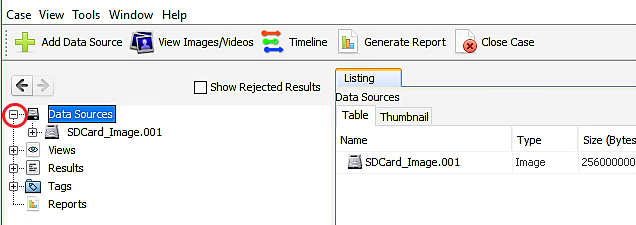 Case View Tools Window Help
Add Data Source View Images/Videos Timeline Generate Report Close Case
Show Rejected Results
Data Sources
SDCard_Image.001
Views
Results
Tags
Reports
Listing
Data Sources
Table Thumbnail
Name Type Size (Bytes
SDCard_Image.001 Image 256000000